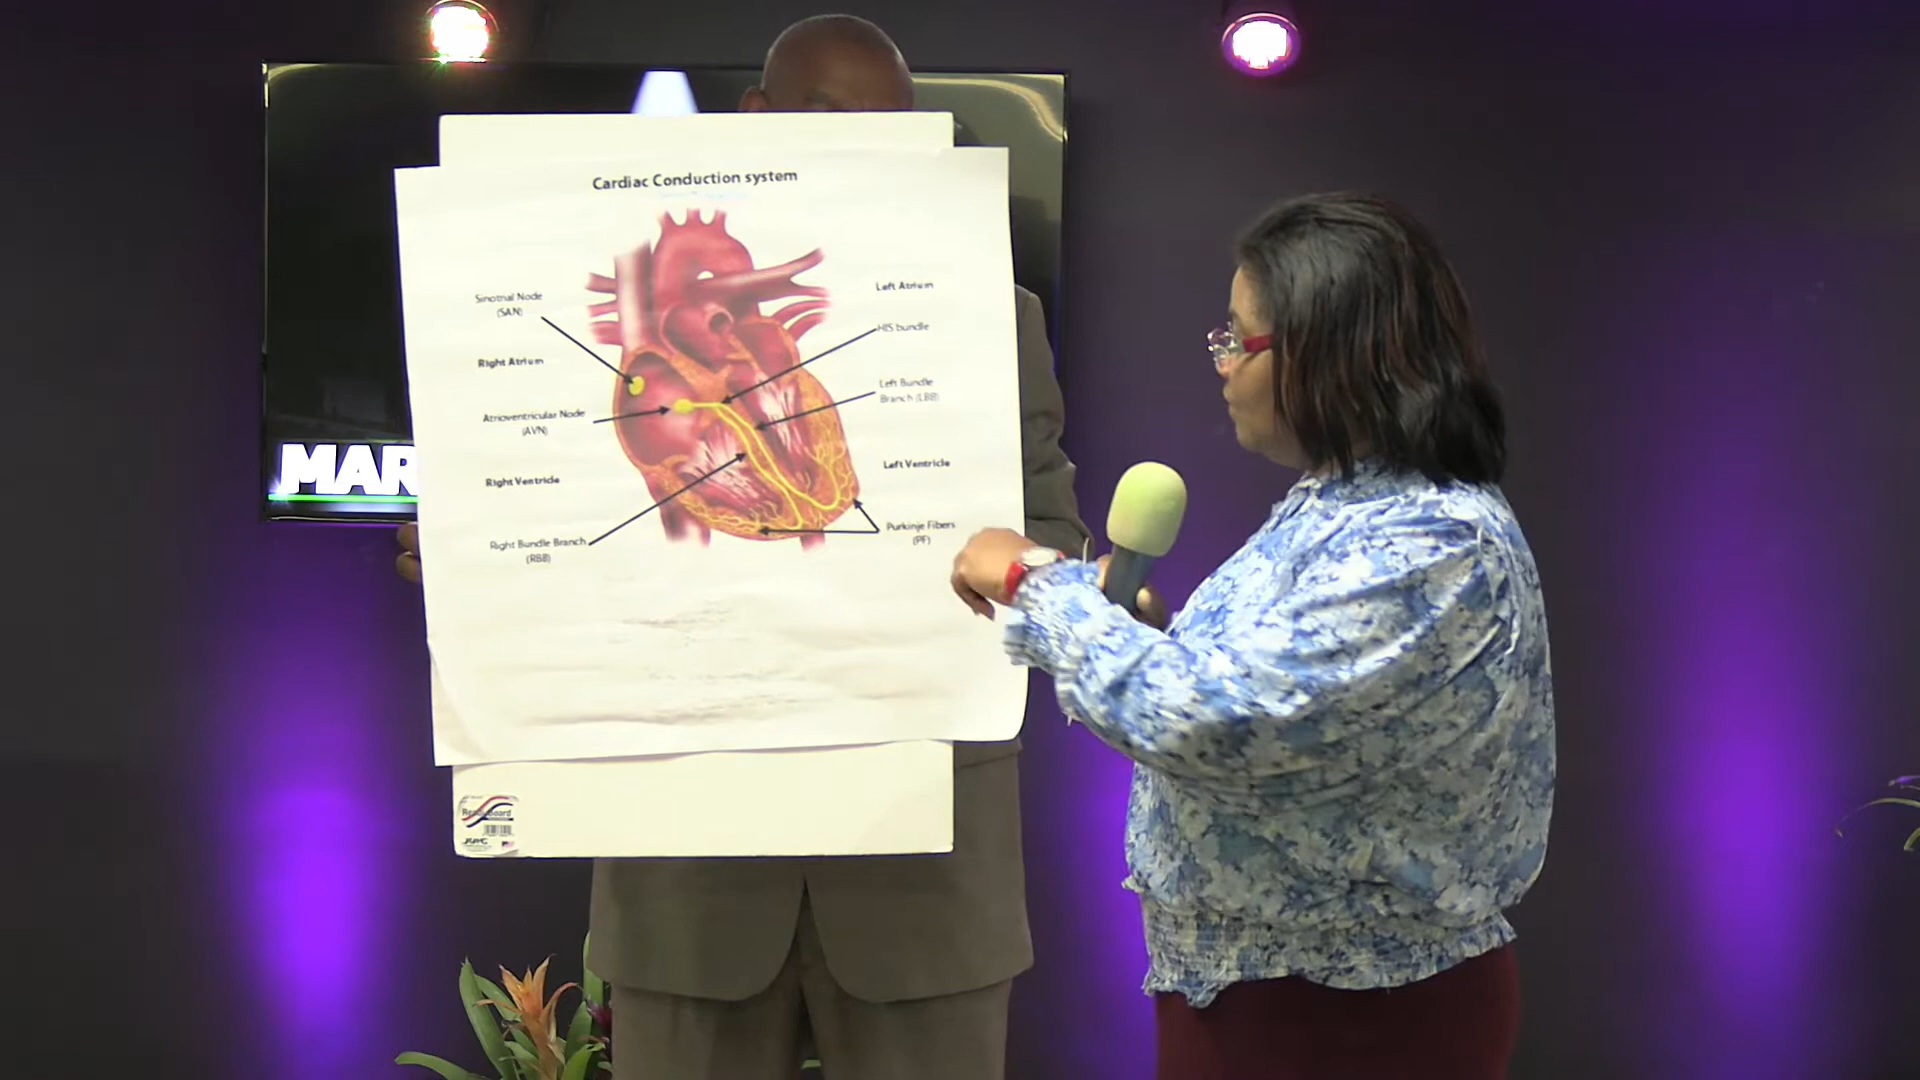 Cardiac Conduction system
Sinotrial Node
(SAN)
Right Atrium
Atrioventricular Node
(AVN)
Right Ventricle
Right Bundle Branch
(RBB)
Left Atrium
HIS bundle
Left Bundle
Branch (LBB)
Left Ventricle
Purkinje Fibers
(PF)
MAR
ReadiBoard